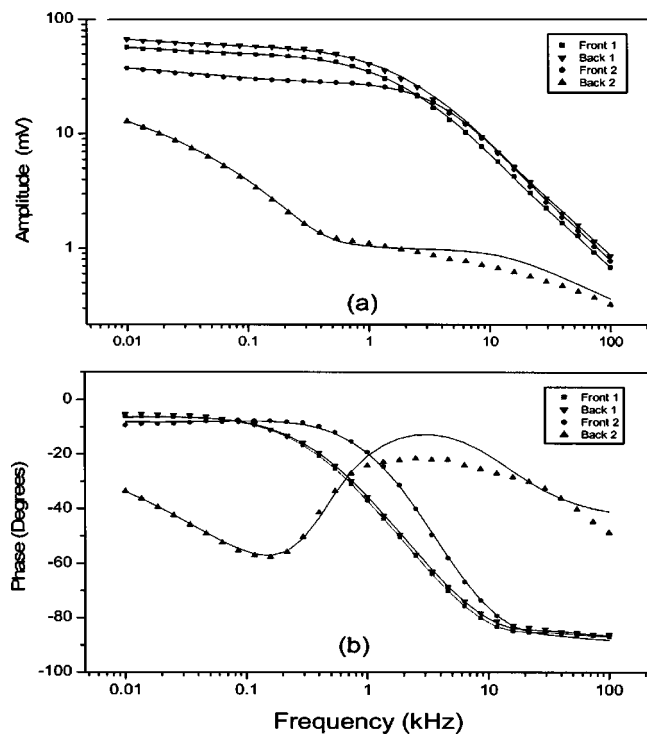 100
10
1
Amplitude (mV)
Front 1
Back 1
Front 2
Back 2
(a)
0.01
0.1
1
10
100
0
-20
-40
-60
-80
-100
Phase (Degrees)
Front 1
Back 1
Front 2
Back 2
(b)
0.01
0.1
1
10
100
Frequency (kHz)